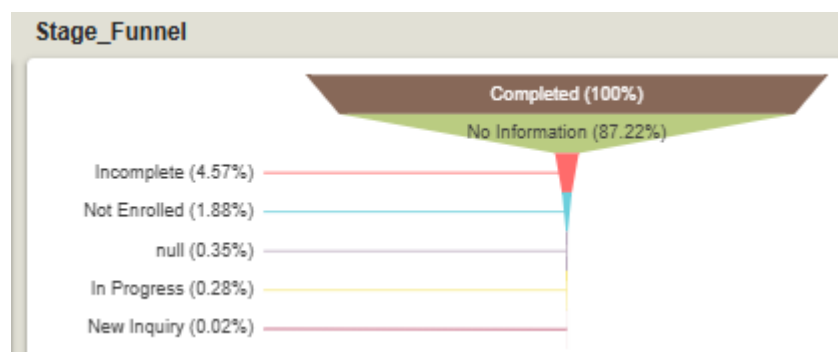 Stage_Funnel
Completed (100%)
No Information (87.22%)
Incomplete (4.57%)
Not Enrolled (1.88%)
null (0.35%)
In Progress (0.28%)
New Inquiry (0.02%)